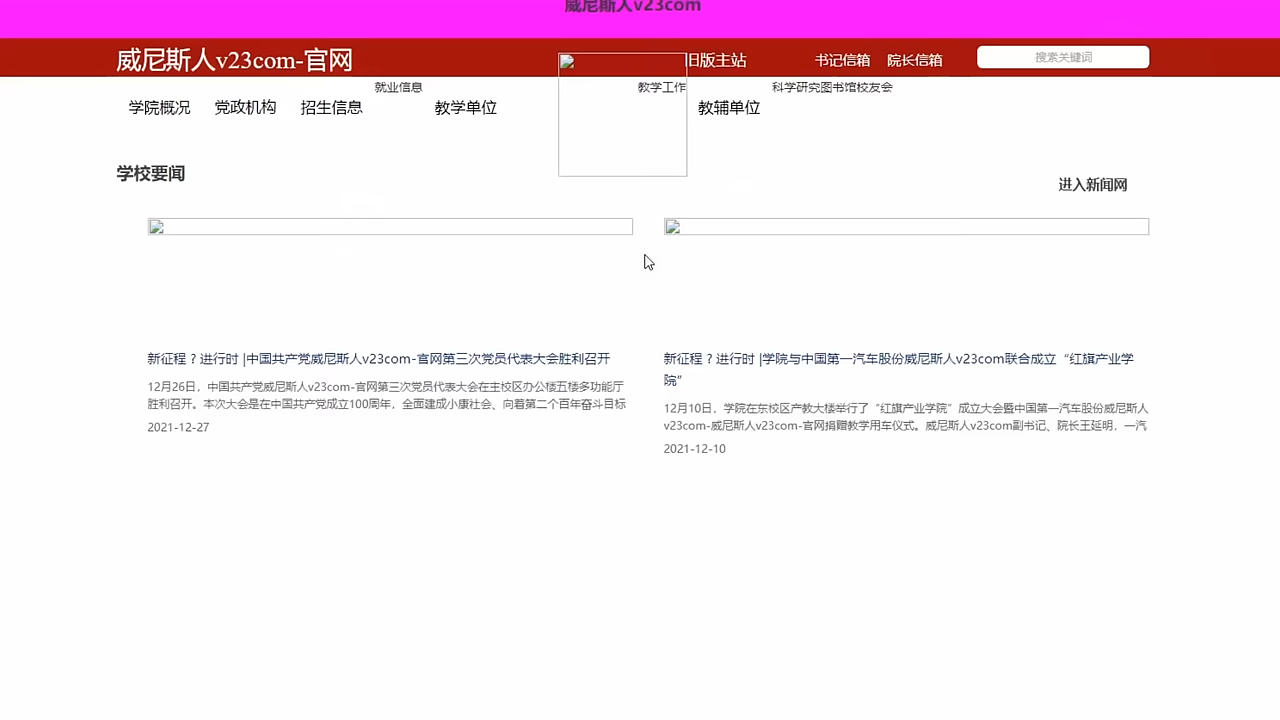 威尼斯人v23com
威尼斯人v23com-官网
旧版主站
书记信箱 院长信箱
搜索关键词
学院概况 党政机构 招生信息 就业信息 教学单位 教学工作 教辅单位 科学研究图书馆校友会
学校要闻
进入新闻网
新征程？进行时 |中国共产党威尼斯人v23com-官网第三次党员代表大会胜利召开
12月26日，中国共产党威尼斯人v23com-官网第三次党员代表大会在主校区办公楼五楼多功能厅
胜利召开。本次大会是在中国共产党成立100周年，全面建成小康社会、向着第二个百年奋斗目标
2021-12-27
新征程？进行时 |学院与中国第一汽车股份威尼斯人v23com联合成立“红旗产业学
院”
12月10日，学院在东校区产教大楼举行了“红旗产业学院”成立大会暨中国第一汽车股份威尼斯人
v23com-威尼斯人v23com-官网捐赠教学用车仪式。威尼斯人v23com副书记、院长王延明，一汽
2021-12-10